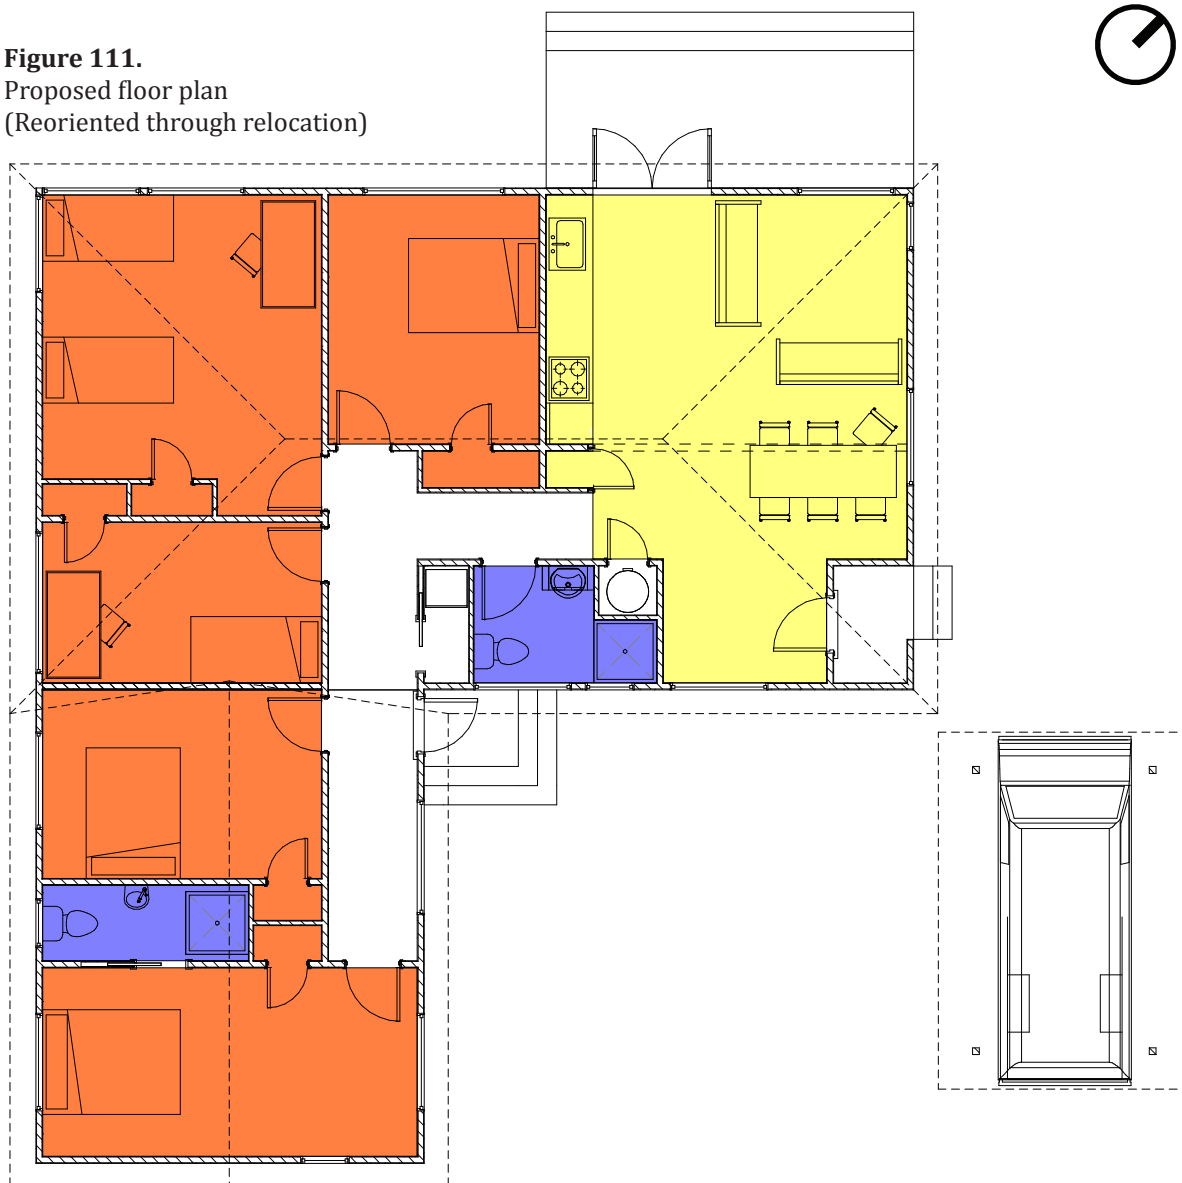 Figure 111.
Proposed floor plan
(Reoriented through relocation)